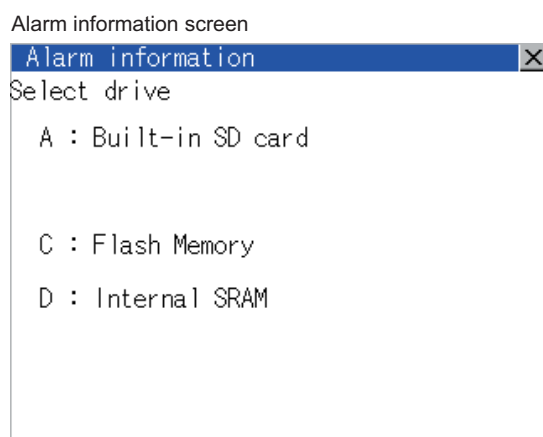 Alarm information screen
Alarm information ×
Select drive
A : Built-in SD card
C : Flash Memory
D : Internal SRAM